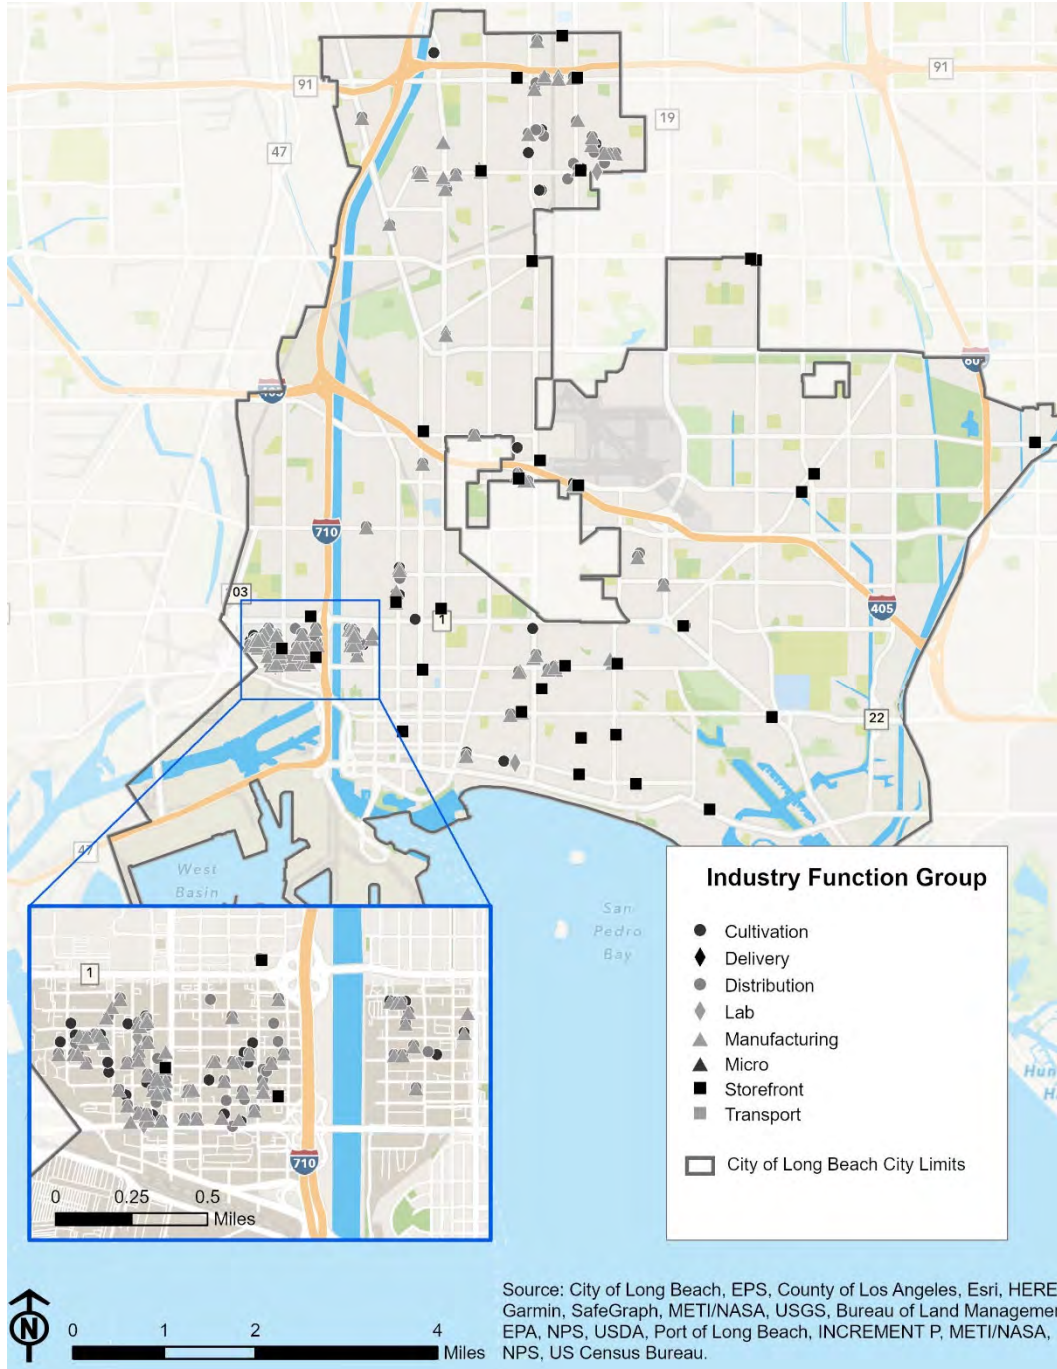 91
91
19
47
710
03
1
405
22
47
West
Basin
San
Pedro
Bay
1
710
0 0.25 0.5
Miles
Industry Function Group
Cultivation
Delivery
Distribution
Lab
Manufacturing
Micro
Storefront
Transport
City of Long Beach City Limits
N
0 1 2 4
Miles
Source: City of Long Beach, EPS, County of Los Angeles, Esri, HERE
Garmin, SafeGraph, METI/NASA, USGS, Bureau of Land Manageme
EPA, NPS, USDA, Port of Long Beach, INCREMENT P, METI/NASA,
NPS, US Census Bureau.